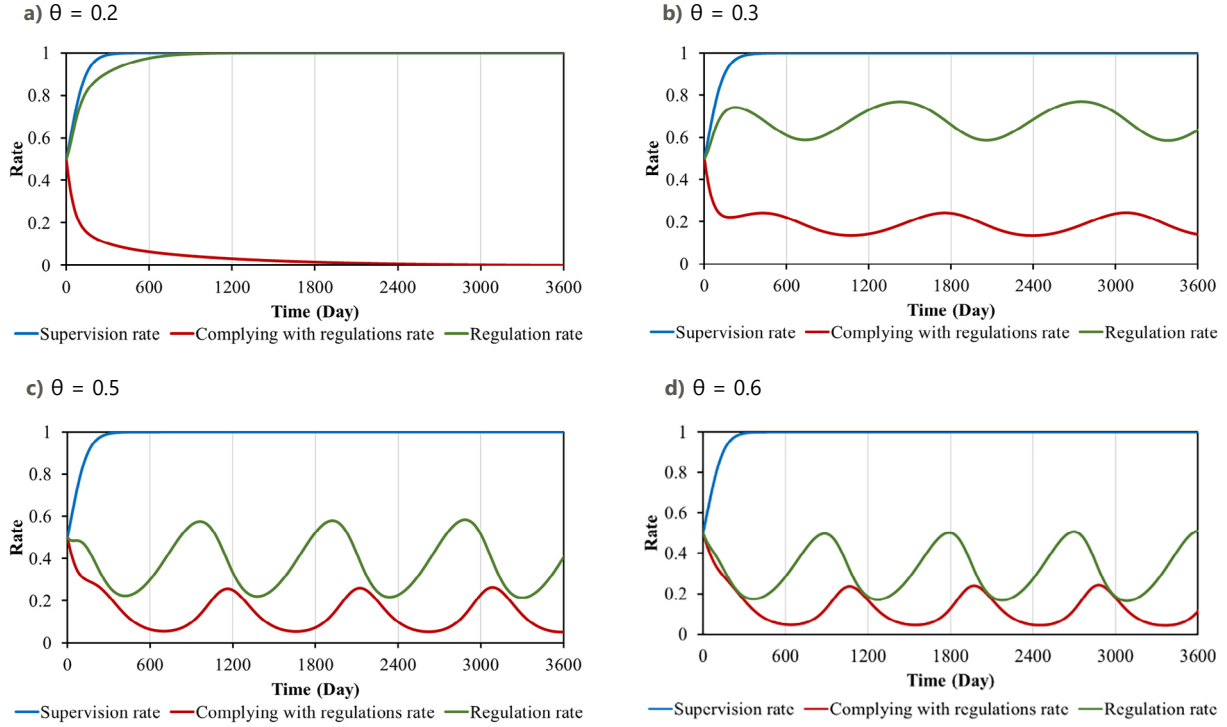 a) θ = 0.2
1
0.8
0.6
0.4
0.2
0
Rate
0 600 1200 1800 2400 3000 3600
Time (Day)
Supervision rate Complying with regulations rate Regulation rate
b) θ = 0.3
1
0.8
0.6
0.4
0.2
0
Rate
0 600 1200 1800 2400 3000 3600
Time (Day)
Supervision rate Complying with regulations rate Regulation rate
c) θ = 0.5
1
0.8
0.6
0.4
0.2
0
Rate
0 600 1200 1800 2400 3000 3600
Time (Day)
Supervision rate Complying with regulations rate Regulation rate
d) θ = 0.6
1
0.8
0.6
0.4
0.2
0
Rate
0 600 1200 1800 2400 3000 3600
Time (Day)
Supervision rate Complying with regulations rate Regulation rate